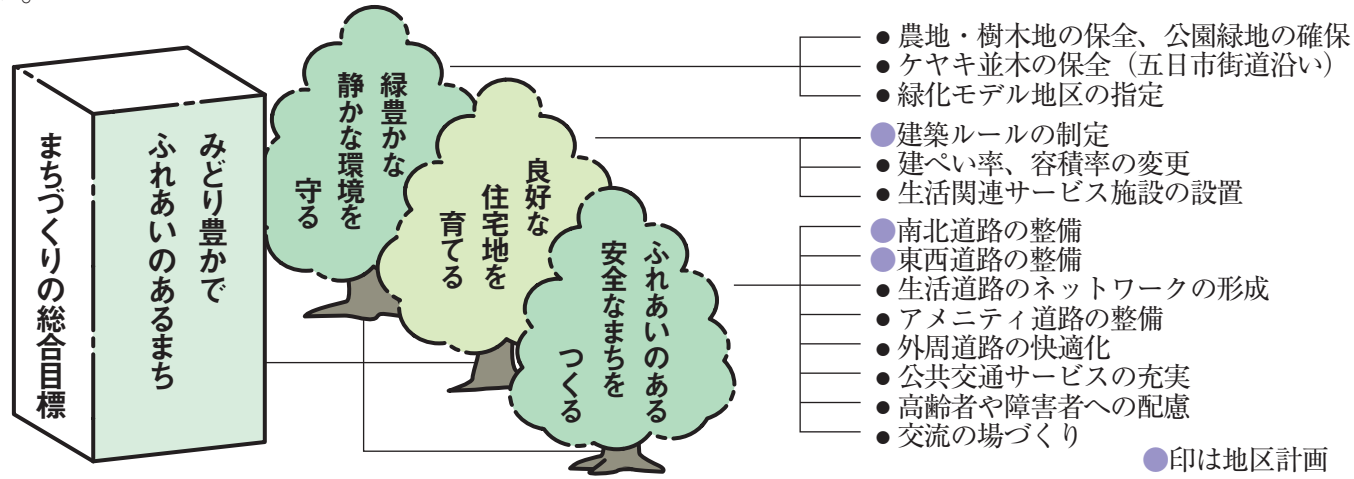 。
まちづくりの総合目標
みどり豊かで
ふれあいのあるまち
緑豊かな
静かな環境を
守る
良好な
住宅地を
育てる
ふれあいのある
安全なまちを
つくる
●農地・樹木地の保全、公園緑地の確保
●ケヤキ並木の保全（五日市街道沿い）
●緑化モデル地区の指定
●建築ルールの制定
●建ぺい率、容積率の変更
●生活関連サービス施設の設置
●南北道路の整備
●東西道路の整備
●生活道路のネットワークの形成
●アメニティ道路の整備
●外周道路の快適化
●公共交通サービスの充実
●高齢者や障害者への配慮
●交流の場づくり
●印は地区計画